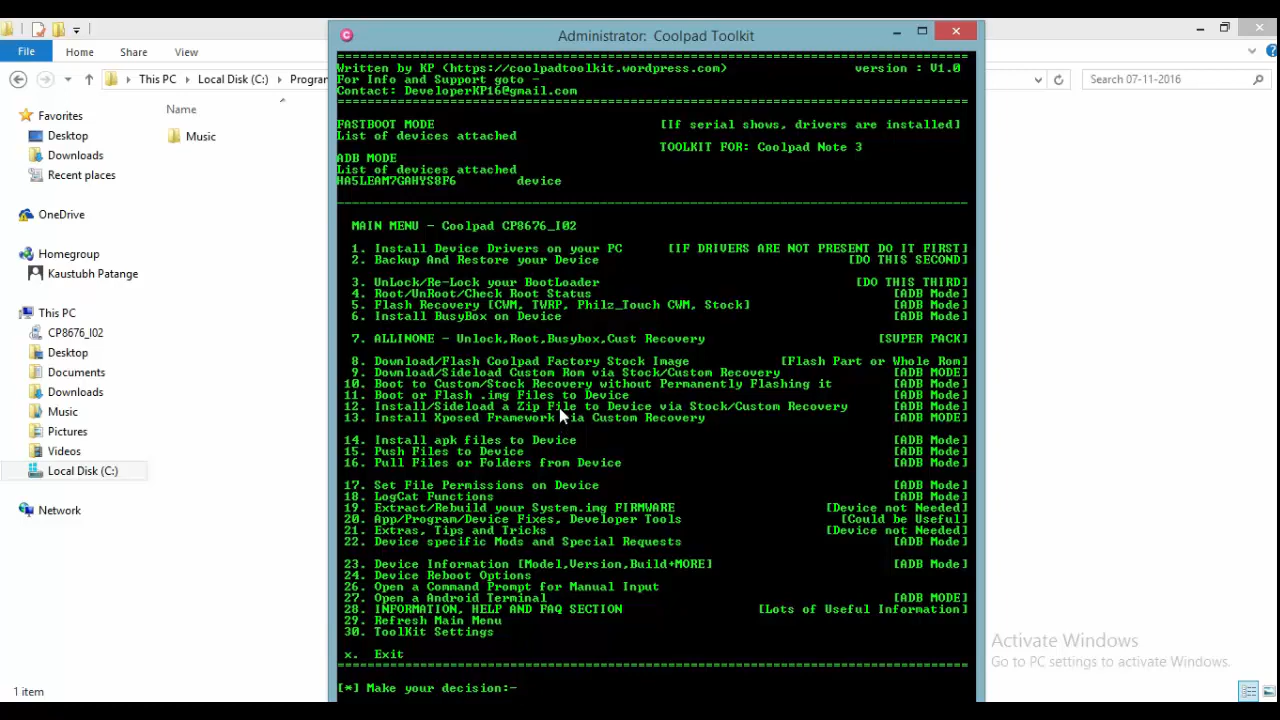 Administrator: Coolpad Toolkit
File Home Share View
This PC Local Disk (C:) Program
Search 07-11-2016
Name
Music
Favorites
Desktop
Downloads
Recent places
OneDrive
Homegroup
Kaustubh Patange
This PC
CP8676_I02
Desktop
Documents
Downloads
Music
Pictures
Videos
Local Disk (C:)
Network
1 item
Written by KP (https://coolpadtoolkit.wordpress.com) version : V1.0
For Info and Support goto -
Contact: DeveloperKP16@gmail.com
FASTBOOT MODE [If serial shows, drivers are installed]
List of devices attached
TOOLKIT FOR: Coolpad Note 3
ADB MODE
List of devices attached
HA5LEAM7GAHYS8F6 device
MAIN MENU - Coolpad CP8676_I02
1. Install Device Drivers on your PC [IF DRIVERS ARE NOT PRESENT DO IT FIRST]
2. Backup And Restore your Device [DO THIS SECOND]
3. UnLock/Re-Lock your BootLoader [DO THIS THIRD]
4. Root/UnRoot/Check Root Status [ADB Mode]
5. Flash Recovery [CWM, TWRP, Philz_Touch CWM, Stock] [ADB Mode]
6. Install BusyBox on Device [ADB Mode]
7. ALLINONE - Unlock,Root,Busybox,Cust Recovery [SUPER PACK]
8. Download/Flash Coolpad Factory Stock Image [Flash Part or Whole Rom]
9. Download/Sideload Custom Rom via Stock/Custom Recovery [ADB MODE]
10. Boot to Custom/Stock Recovery without Permanently Flashing it [ADB Mode]
11. Boot or Flash .img Files to Device [ADB Mode]
12. Install/Sideload a Zip File to Device via Stock/Custom Recovery [ADB Mode]
13. Install Xposed Framework via Custom Recovery [ADB MODE]
14. Install apk files to Device [ADB Mode]
15. Push Files to Device [ADB Mode]
16. Pull Files or Folders from Device [ADB Mode]
17. Set File Permissions on Device [ADB Mode]
18. LogCat Functions [ADB Mode]
19. Extract/Rebuild your System.img FIRMWARE [Device not Needed]
20. App/Program/Device Fixes, Developer Tools [Could be Useful]
21. Extras, Tips and Tricks [Device not Needed]
22. Device specific Mods and Special Requests [ADB Mode]
23. Device Information [Model,Version,Build+MORE] [ADB Mode]
24. Device Reboot Options
26. Open a Command Prompt for Manual Input
27. Open a Android Terminal [ADB MODE]
28. INFORMATION, HELP AND FAQ SECTION [Lots of Useful Information]
29. Refresh Main Menu
30. ToolKit Settings
x. Exit
[*] Make your decision:-
Activate Windows
Go to PC settings to activate Windows.